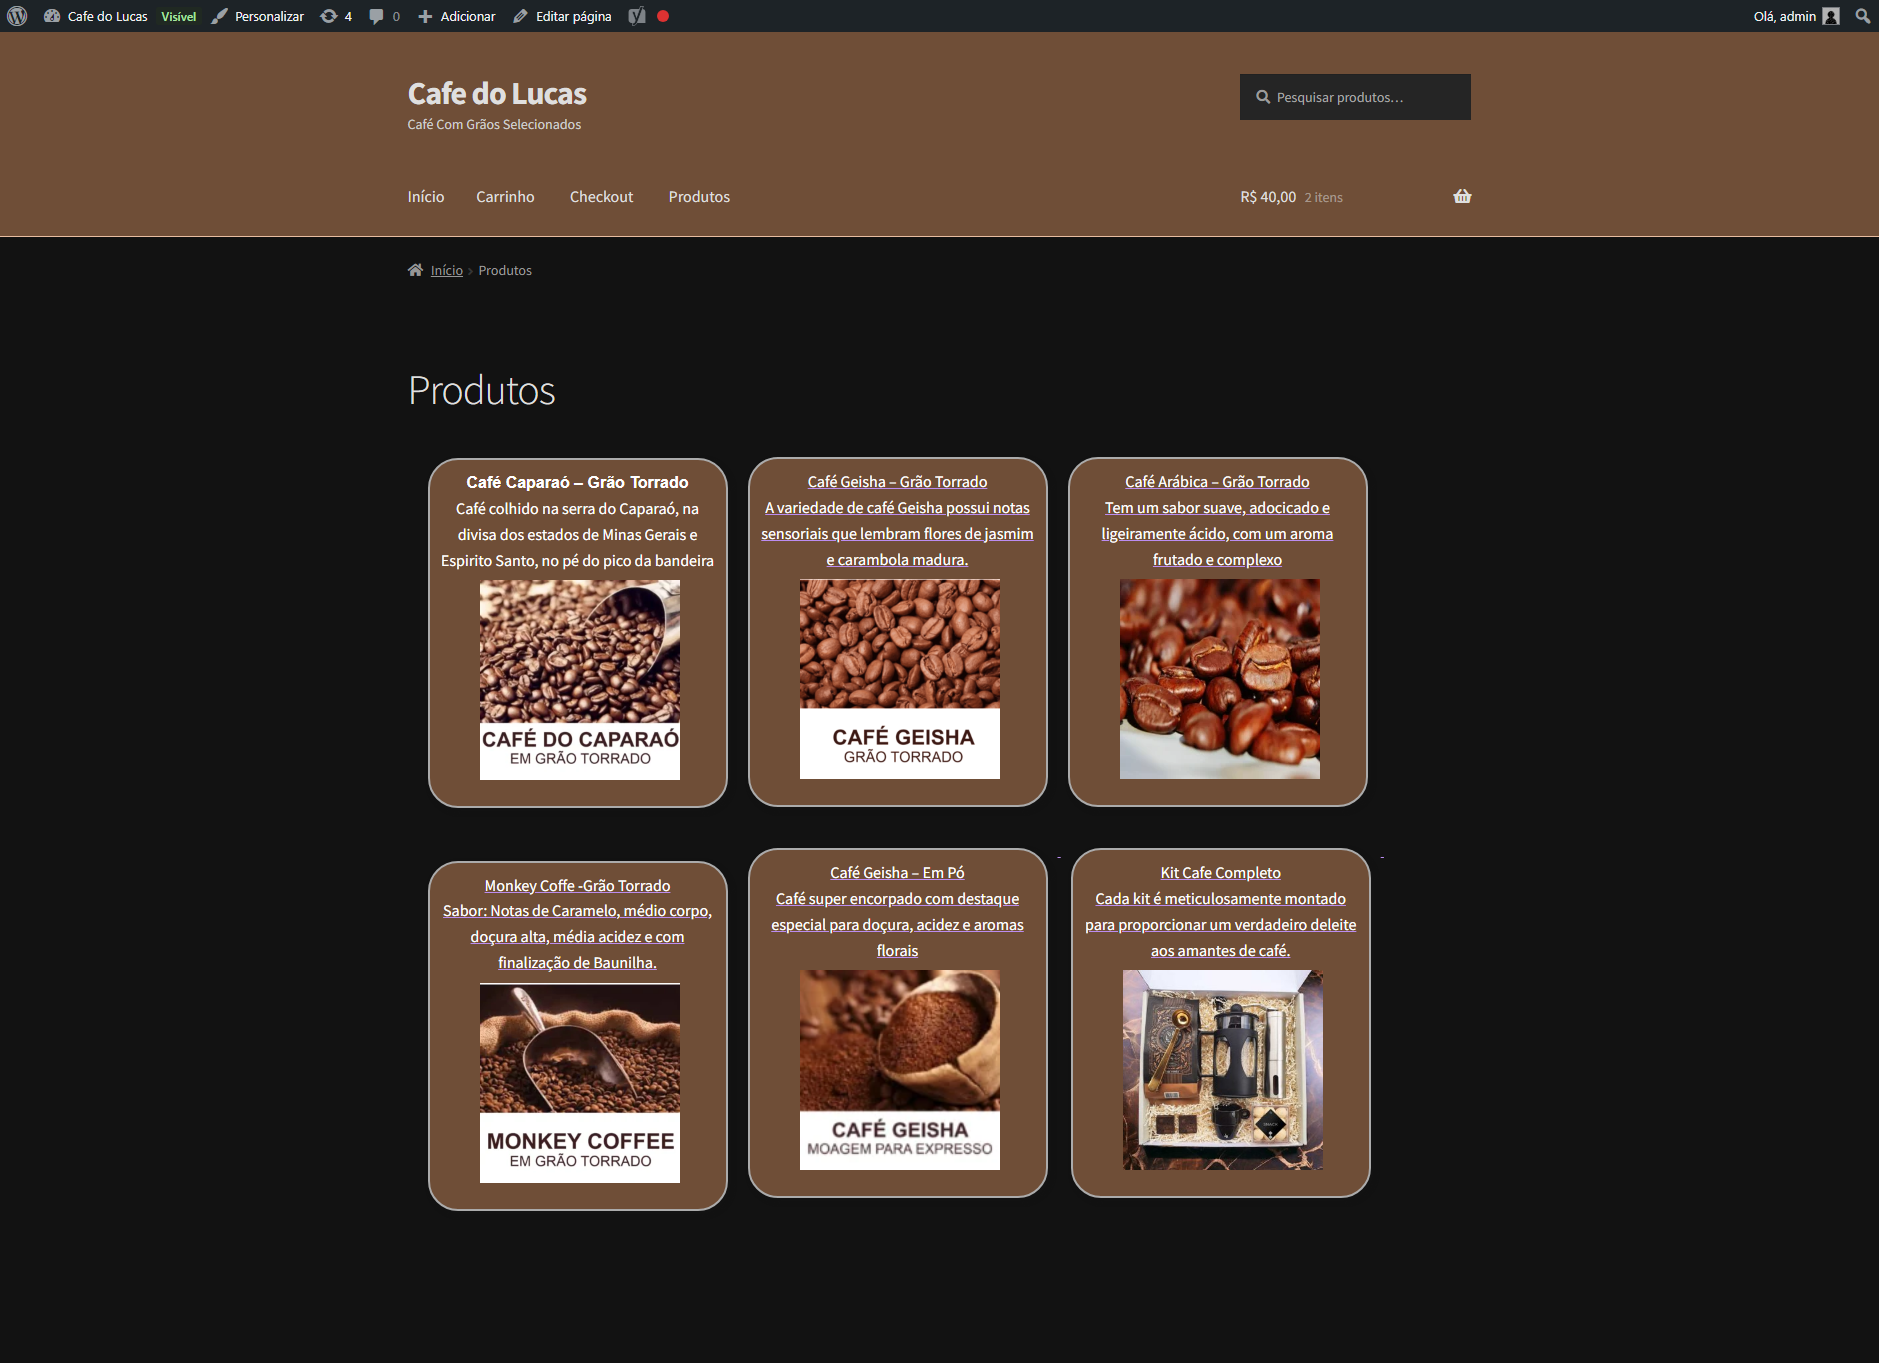 Cafe do Lucas Visível Personalizar 4 0 Adicionar Editar página Olá, admin
Cafe do Lucas
Café Com Grãos Selecionados
Pesquisar produtos…
Início Carrinho Checkout Produtos R$ 40,00 2 itens
Início Produtos
Produtos
Café Caparaó – Grão Torrado
Café colhido na serra do Caparaó, na
divisa dos estados de Minas Gerais e
Espirito Santo, no pé do pico da bandeira
CAFÉ DO CAPARAÓ
EM GRÃO TORRADO
Café Geisha – Grão Torrado
A variedade de café Geisha possui notas
sensoriais que lembram flores de jasmim
e carambola madura.
CAFÉ GEISHA
GRÃO TORRADO
Café Arábica – Grão Torrado
Tem um sabor suave, adocicado e
ligeiramente ácido, com um aroma
frutado e complexo
Monkey Coffe -Grão Torrado
Sabor: Notas de Caramelo, médio corpo,
doçura alta, média acidez e com
finalização de Baunilha.
MONKEY COFFEE
EM GRÃO TORRADO
Café Geisha – Em Pó
Café super encorpado com destaque
especial para doçura, acidez e aromas
florais
CAFÉ GEISHA
MOAGEM PARA EXPRESSO
Kit Cafe Completo
Cada kit é meticulosamente montado
para proporcionar um verdadeiro deleite
aos amantes de café.